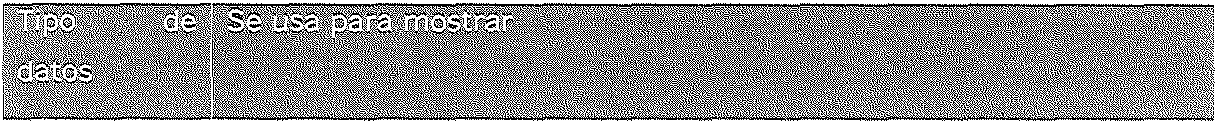 Tipo de
datos
Se usa para mostrar